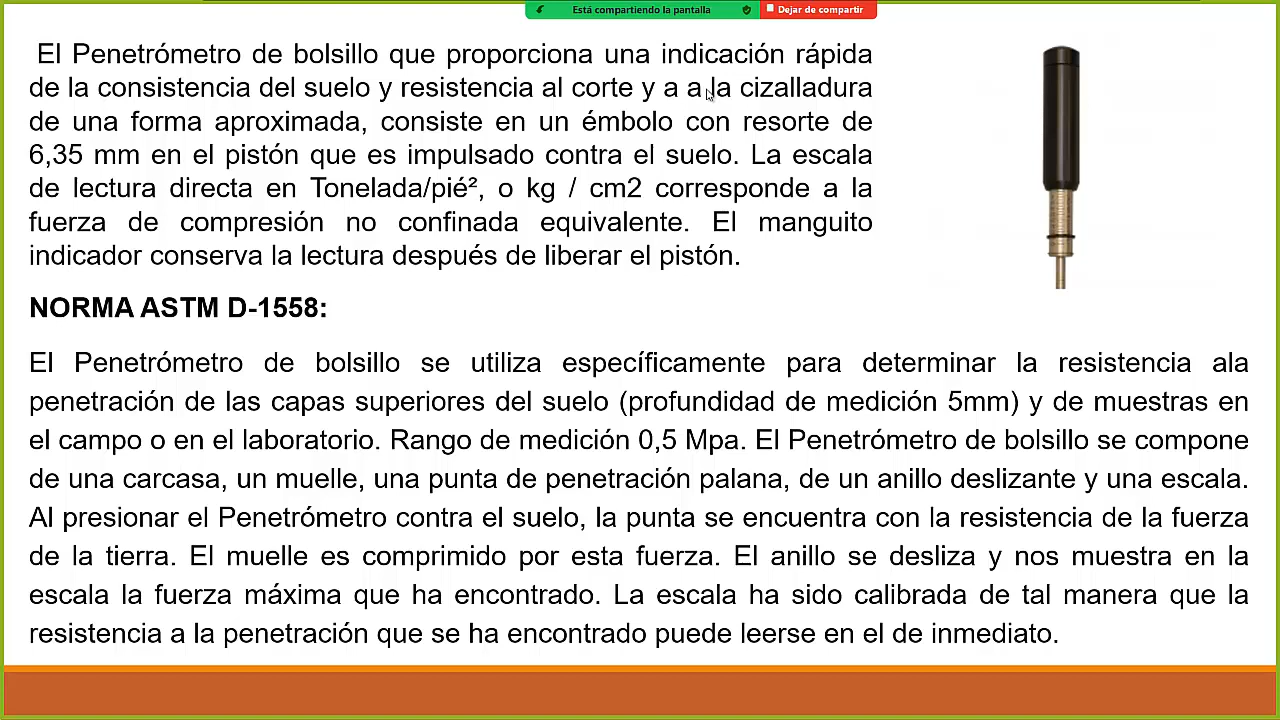 Está compartiendo la pantalla
Dejar de compartir
El Penetrómetro de bolsillo que proporciona una indicación rápida
de la consistencia del suelo y resistencia al corte y a a la cizalladura
de una forma aproximada, consiste en un émbolo con resorte de
6,35 mm en el pistón que es impulsado contra el suelo. La escala
de lectura directa en Tonelada/pié², o kg / cm2 corresponde a la
fuerza de compresión no confinada equivalente. El manguito
indicador conserva la lectura después de liberar el pistón.
NORMA ASTM D-1558:
El Penetrómetro de bolsillo se utiliza específicamente para determinar la resistencia ala
penetración de las capas superiores del suelo (profundidad de medición 5mm) y de muestras en
el campo o en el laboratorio. Rango de medición 0,5 Mpa. El Penetrómetro de bolsillo se compone
de una carcasa, un muelle, una punta de penetración palana, de un anillo deslizante y una escala.
Al presionar el Penetrómetro contra el suelo, la punta se encuentra con la resistencia de la fuerza
de la tierra. El muelle es comprimido por esta fuerza. El anillo se desliza y nos muestra en la
escala la fuerza máxima que ha encontrado. La escala ha sido calibrada de tal manera que la
resistencia a la penetración que se ha encontrado puede leerse en el de inmediato.